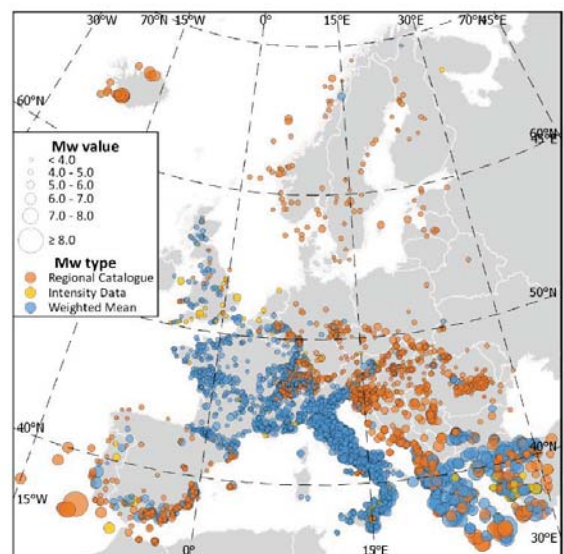 30°W 70°N -15°W 0° 15°E 30°E 70°N45°E
60°N
60°N
45°E
Mw value
< 4.0
4.0 - 5.0
5.0 - 6.0
6.0 - 7.0
7.0 - 8.0
≥ 8.0
Mw type
Regional Catalogue
Intensity Data
Weighted Mean
50°N
40°N
40°N
15°W
30°E
0°
15°E